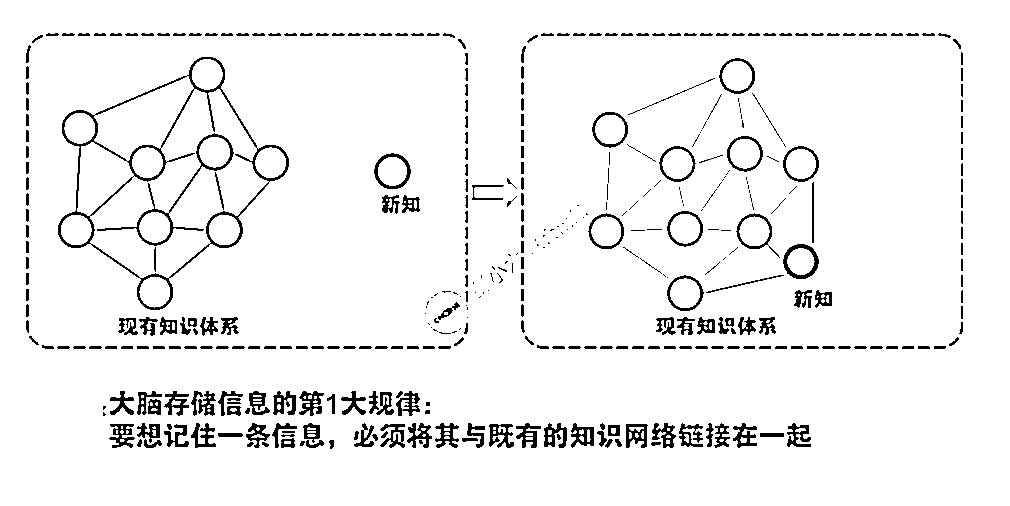 新知
现有知识体系
新知
现有知识体系
大脑存储信息的第1大规律：
要想记住一条信息，必须将其与既有的知识网络链接在一起